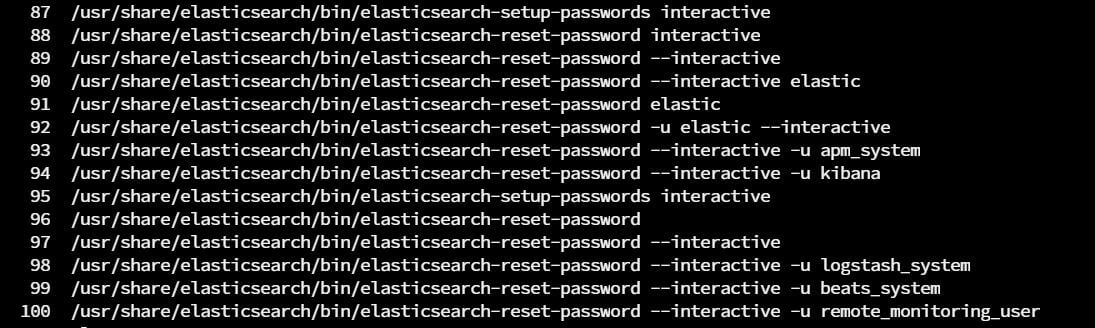 87 /usr/share/elasticsearch/bin/elasticsearch-setup-passwords interactive
88 /usr/share/elasticsearch/bin/elasticsearch-reset-password interactive
89 /usr/share/elasticsearch/bin/elasticsearch-reset-password --interactive
90 /usr/share/elasticsearch/bin/elasticsearch-reset-password --interactive elastic
91 /usr/share/elasticsearch/bin/elasticsearch-reset-password elastic
92 /usr/share/elasticsearch/bin/elasticsearch-reset-password -u elastic --interactive
93 /usr/share/elasticsearch/bin/elasticsearch-reset-password --interactive -u apm_system
94 /usr/share/elasticsearch/bin/elasticsearch-reset-password --interactive -u kibana
95 /usr/share/elasticsearch/bin/elasticsearch-setup-passwords interactive
96 /usr/share/elasticsearch/bin/elasticsearch-reset-password
97 /usr/share/elasticsearch/bin/elasticsearch-reset-password --interactive
98 /usr/share/elasticsearch/bin/elasticsearch-reset-password --interactive -u logstash_system
99 /usr/share/elasticsearch/bin/elasticsearch-reset-password --interactive -u beats_system
100 /usr/share/elasticsearch/bin/elasticsearch-reset-password --interactive -u remote_monitoring_user